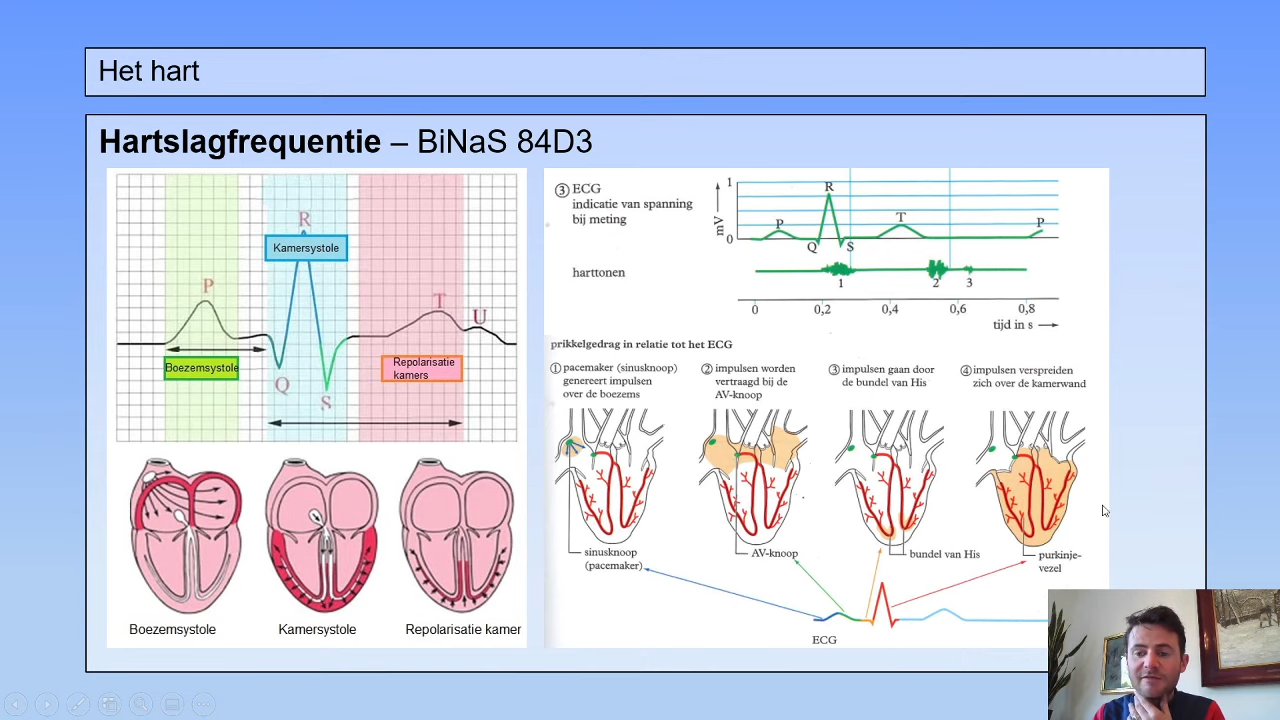 Het hart
Hartslagfrequentie – BiNaS 84D3
R
Kamersystole
P
T
U
Boezemsystole
Repolarisatie
kamers
Q
S
Boezemsystole
Kamersystole
Repolarisatie kamer
③ ECG
indicatie van spanning
bij meting
1
mV
0
P
R
Q
S
T
P
harttonen
1
2
3
0
0,2
0,4
0,6
0,8
tijd in s
prikkelgedrag in relatie tot het ECG
① pacemaker (sinusknoop)
genereert impulsen
over de boezems
② impulsen worden
vertraagd bij de
AV-knoop
③ impulsen gaan door
de bundel van His
④ impulsen verspreiden
zich over de kamerwand
sinusknoop
(pacemaker)
AV-knoop
bundel van His
purkinje-
vezel
ECG